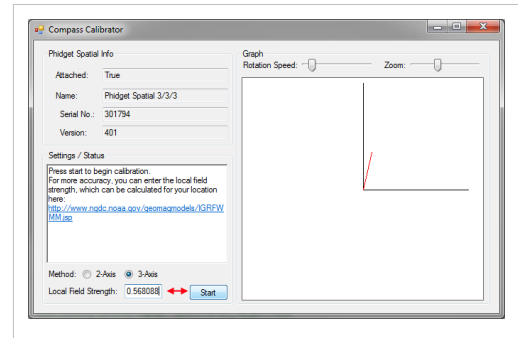 Compass Calibrator
Phidget Spatial Info
Attached: True
Name: Phidget Spatial 3/3/3
Serial No.: 301794
Version: 401
Settings / Status
Press start to begin calibration.
For more accuracy, you can enter the local field
strength, which can be calculated for your location
here:
http://www.ngdc.noaa.gov/geomagmodels/IGRFW
MM.jsp
Method: 2-Axis 3-Axis
Local Field Strength: 0.568088 Start
Graph
Rotation Speed: Zoom: